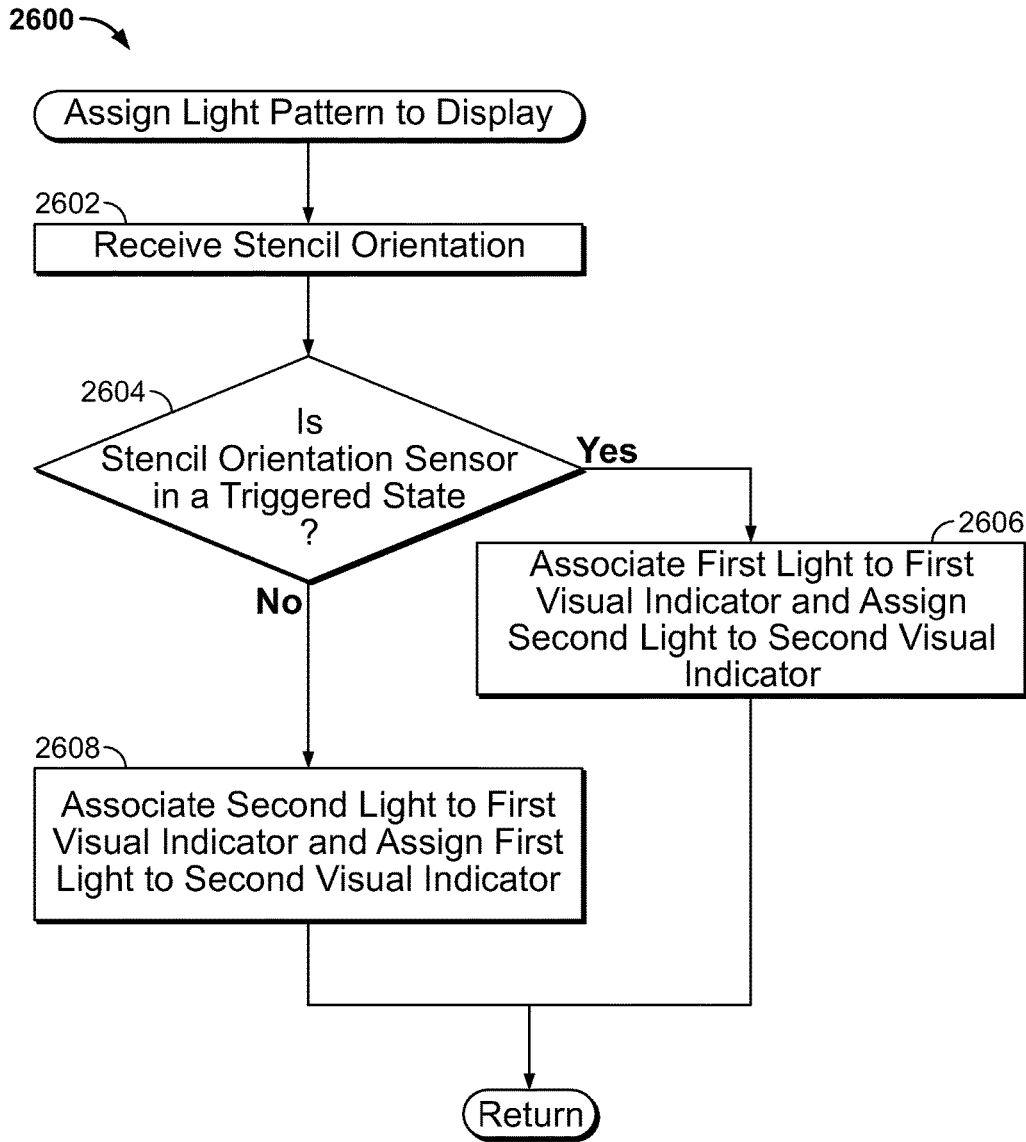 2600
Assign Light Pattern to Display
2602
Receive Stencil Orientation
2604
Is
Stencil Orientation Sensor
in a Triggered State
?
Yes
No
2606
Associate First Light to First
Visual Indicator and Assign
Second Light to Second Visual
Indicator
2608
Associate Second Light to First
Visual Indicator and Assign First
Light to Second Visual Indicator
Return